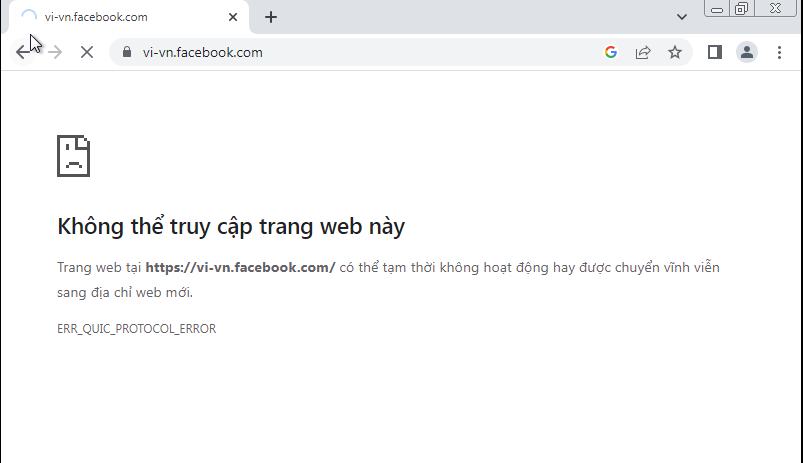 vi-vn.facebook.com
vi-vn.facebook.com
Không thể truy cập trang web này
Trang web tại https://vi-vn.facebook.com/ có thể tạm thời không hoạt động hay được chuyển vĩnh viễn
sang địa chỉ web mới.
ERR_QUIC_PROTOCOL_ERROR